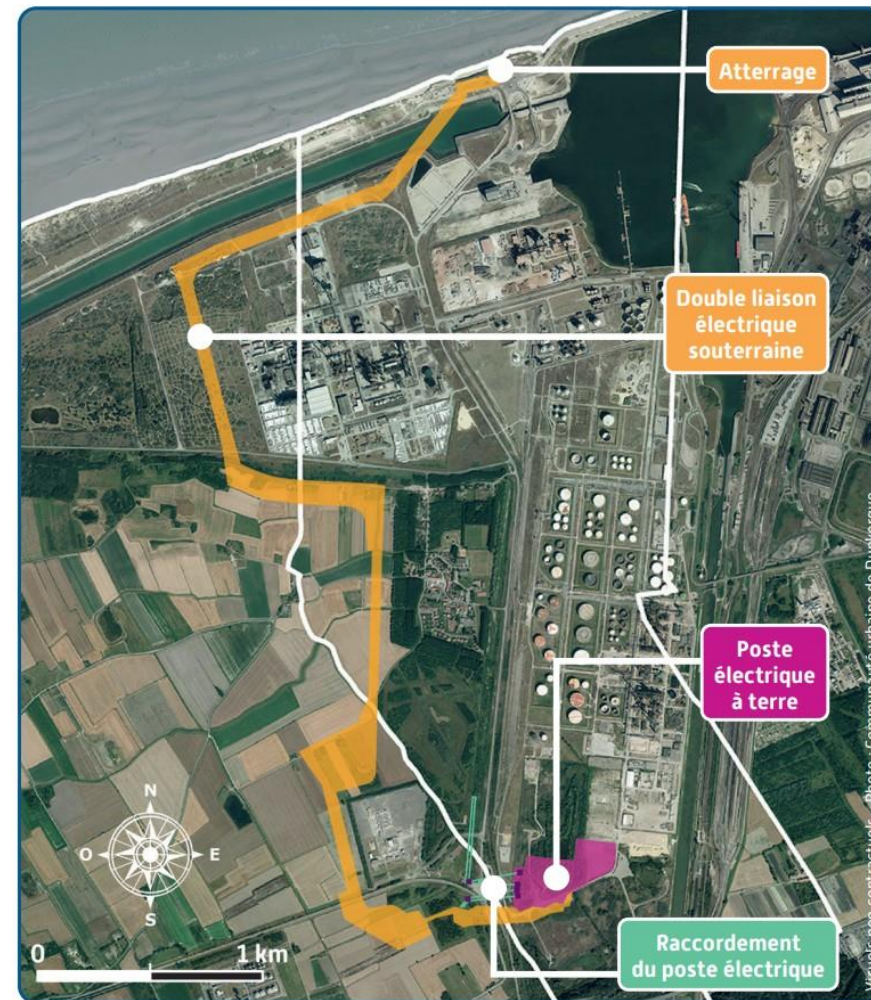 Atterrage
Double liaison
électrique
souterraine
Poste
électrique
à terre
N
O
E
S
0
1 km
Raccordement
du poste électrique